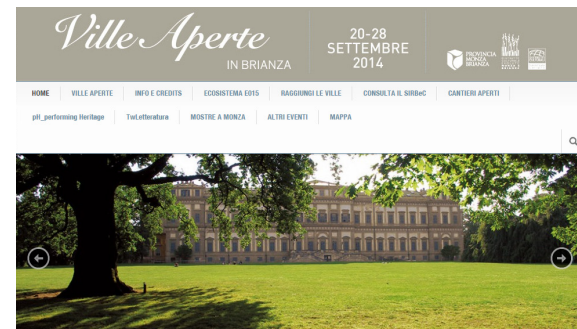 Ville Aperte
IN BRIANZA
20-28
SETTEMBRE
2014
PROVINCIA
MONZA
BRIANZA
HOME VILLE APERTE INFO E CREDITS ECOSISTEMA E015 RAGGIUNGI LE VILLE CONSULTA IL SIRBeC CANTIERI APERTI
pH_performing Heritage TwLetteratura MOSTRE A MONZA ALTRI EVENTI MAPPA